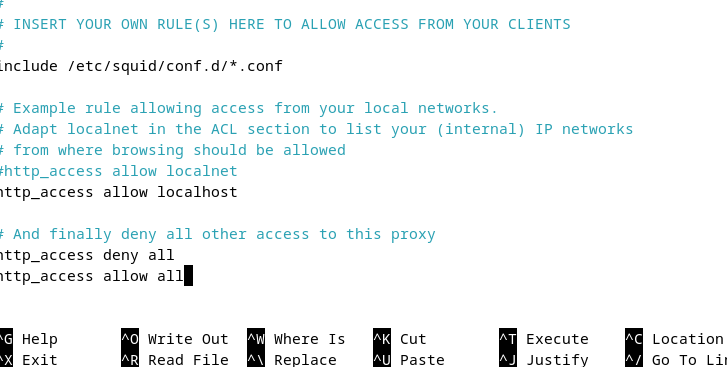 #
# INSERT YOUR OWN RULE(S) HERE TO ALLOW ACCESS FROM YOUR CLIENTS
#
include /etc/squid/conf.d/*.conf
# Example rule allowing access from your local networks.
# Adapt localnet in the ACL section to list your (internal) IP networks
# from where browsing should be allowed
#http_access allow localnet
http_access allow localhost
# And finally deny all other access to this proxy
http_access deny all
http_access allow all
^G Help ^O Write Out ^W Where Is ^K Cut ^T Execute ^C Location
^X Exit ^R Read File ^\ Replace ^U Paste ^J Justify ^/ Go To Lin